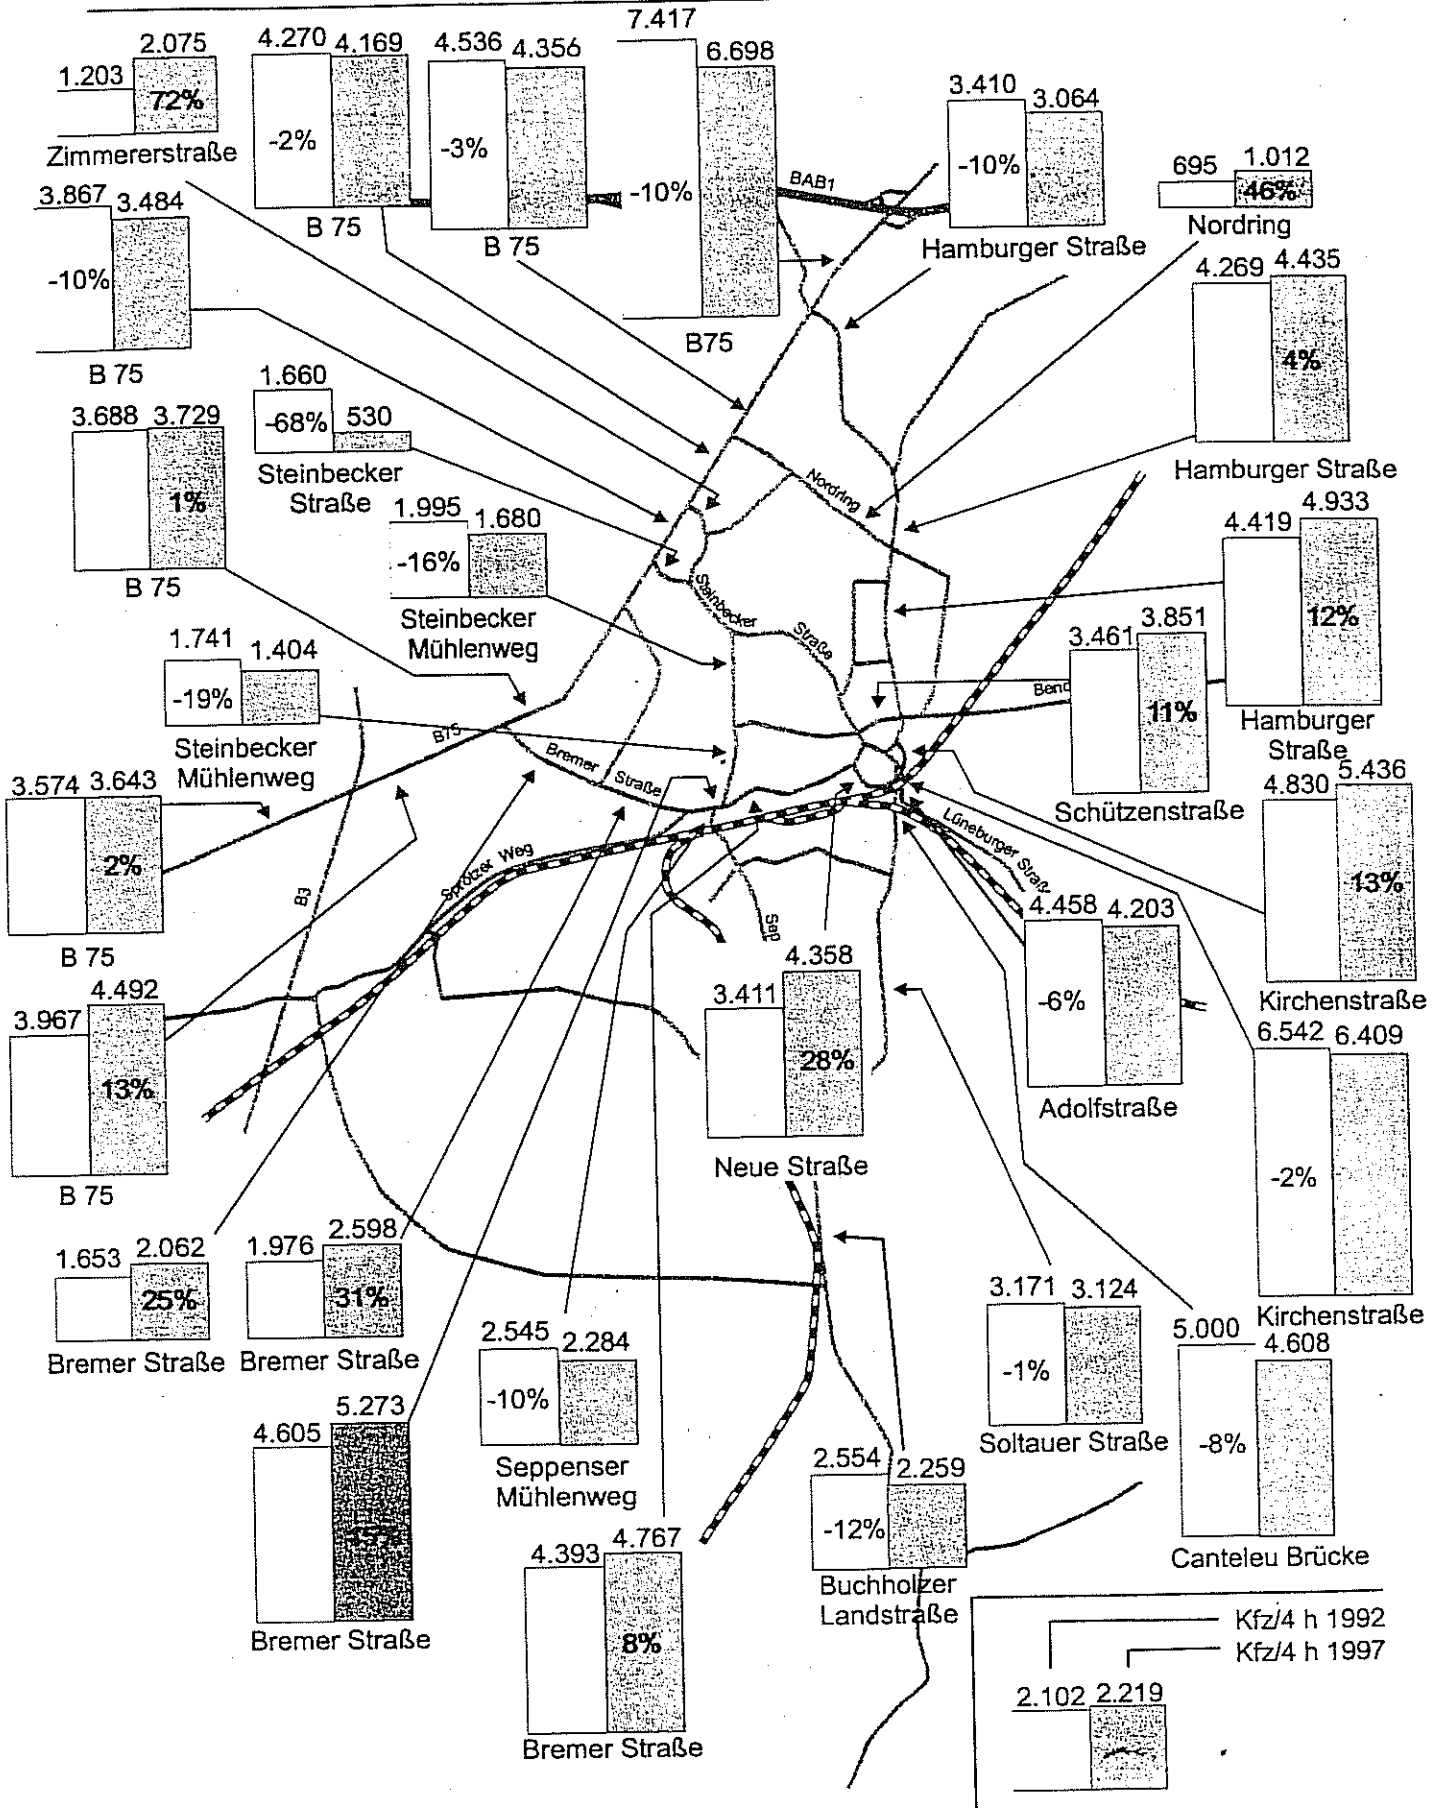 1.203 2.075
72%
Zimmererstraße
4.270 4.169
-2%
B 75
4.536 4.356
-3%
B 75
7.417 6.698
-10%
B75
BAB1
3.410 3.064
-10%
Hamburger Straße
695 1.012
46%
Nordring
3.867 3.484
-10%
B 75
4.269 4.435
4%
Hamburger Straße
1.660 530
-68%
Steinbecker
Straße
3.688 3.729
1%
B 75
1.995 1.680
-16%
Steinbecker
Mühlenweg
Nordring
4.419 4.933
12%
Hamburger
Straße
Steinbecker
Straße
1.741 1.404
-19%
Steinbecker
Mühlenweg
3.461 3.851
11%
Schützenstraße
Bend
B75
Bremer Straße
3.574 3.643
2%
B 75
4.830 5.436
13%
Kirchenstraße
Lüneburger Straß
Sprötzer Weg
B3
Sep
4.458 4.203
-6%
Adolfstraße
3.411 4.358
28%
Neue Straße
3.967 4.492
13%
B 75
6.542 6.409
-2%
Kirchenstraße
1.653 2.062
25%
Bremer Straße
1.976 2.598
31%
Bremer Straße
2.545 2.284
-10%
Seppenser
Mühlenweg
3.171 3.124
-1%
Soltauer Straße
5.000 4.608
-8%
Canteleu Brücke
4.605 5.273
Bremer Straße
2.554 2.259
-12%
Buchholzer
Landstraße
4.393 4.767
8%
Bremer Straße
Kfz/4 h 1992
Kfz/4 h 1997
2.102 2.219